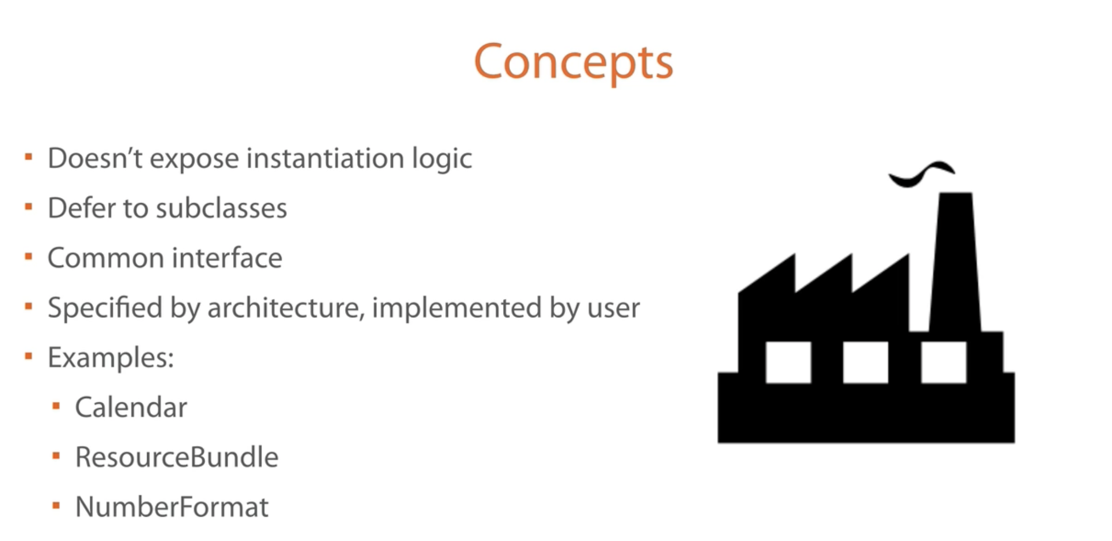 Concepts
▪ Doesn’t expose instantiation logic
▪ Defer to subclasses
▪ Common interface
▪ Specified by architecture, implemented by user
▪ Examples:
▪ Calendar
▪ ResourceBundle
▪ NumberFormat